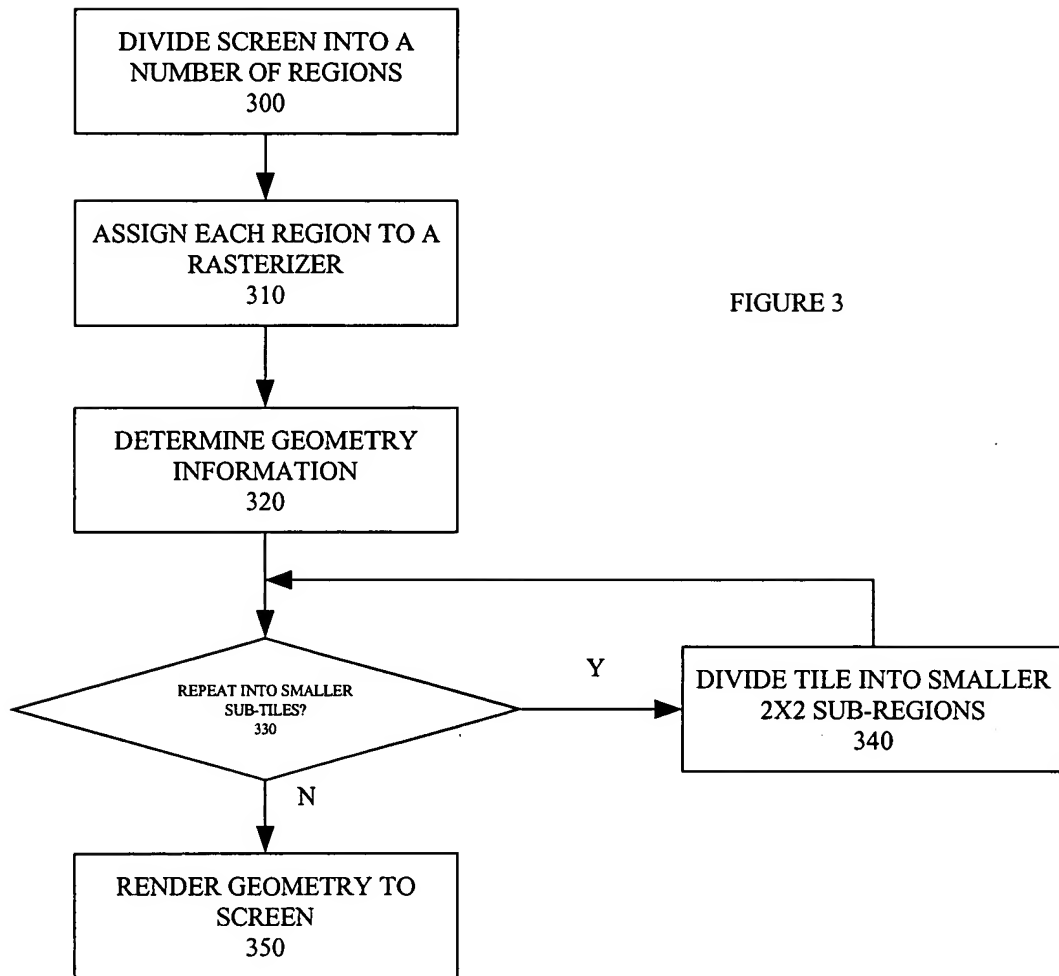 DIVIDE SCREEN INTO A
NUMBER OF REGIONS
300
ASSIGN EACH REGION TO A
RASTERIZER
310
FIGURE 3
DETERMINE GEOMETRY
INFORMATION
320
REPEAT INTO SMALLER
SUB-TILES?
330
Y
DIVIDE TILE INTO SMALLER
2X2 SUB-REGIONS
340
N
RENDER GEOMETRY TO
SCREEN
350